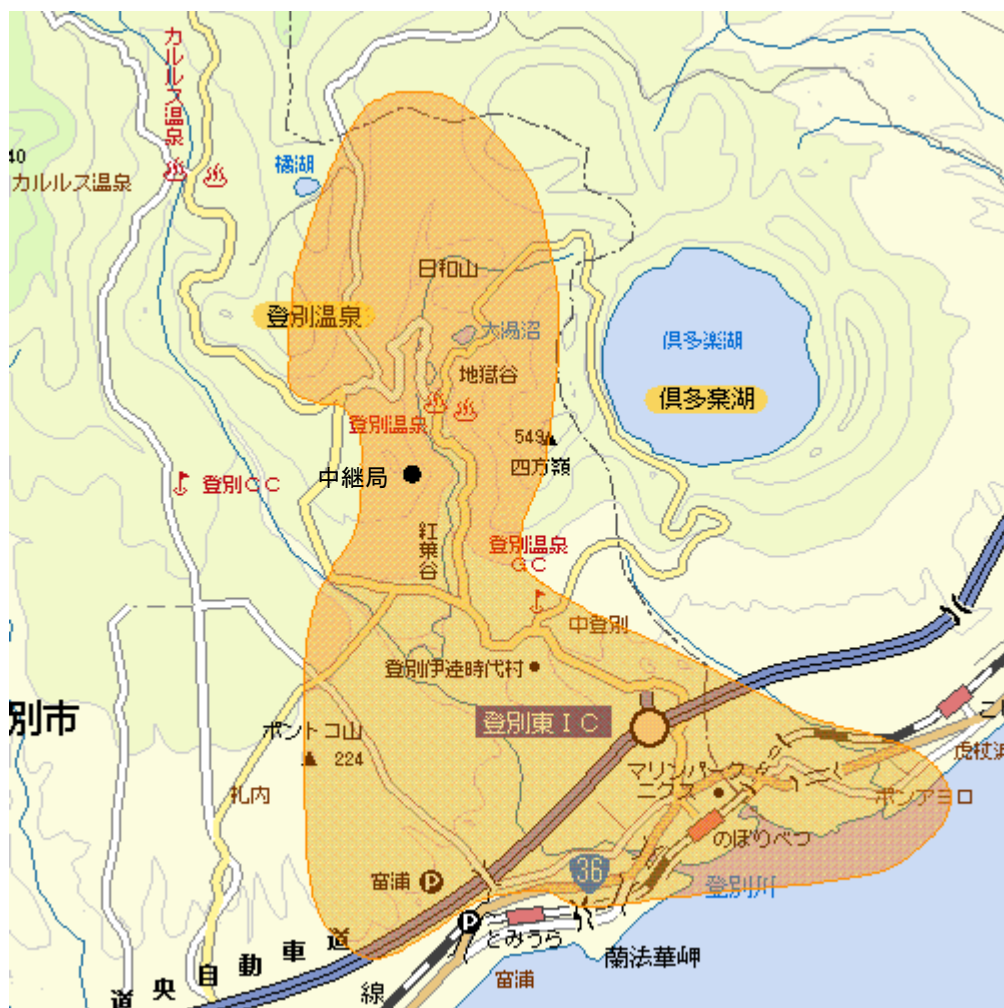 カルルス温泉
40
カルルス温泉
橘湖
日和山
登別温泉
大湯沼
倶多楽湖
地獄谷
倶多楽湖
登別温泉
549
四方嶺
中継局
登別CC
紅葉谷
登別温泉
GC
中登別
登別伊達時代村
別市
登別東IC
ポントコ山
224
マリンパーク
ニクス
虎杖浜
札内
ポンアヨロ
のぼりべつ
36
富浦
P
登別川
P
とみうら
蘭法華岬
道央自動車道
富浦
線